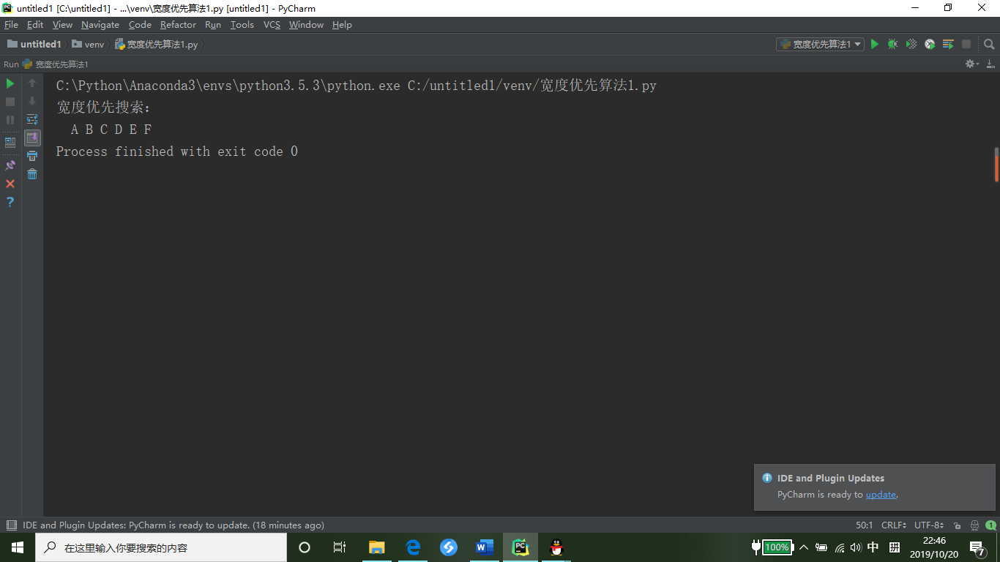 untitled1 [C:\untitled1] - ...\venv\宽度优先算法1.py [untitled1] - PyCharm
File Edit View Navigate Code Refactor Run Tools VCS Window Help
untitled1 venv 宽度优先算法1.py 宽度优先算法1
Run 宽度优先算法1
C:\Python\Anaconda3\envs\python3.5.3\python.exe C:/untitled1/venv/宽度优先算法1.py
宽度优先搜索：
A B C D E F
Process finished with exit code 0
IDE and Plugin Updates
PyCharm is ready to update.
IDE and Plugin Updates: PyCharm is ready to update. (18 minutes ago) 50:1 CRLF UTF-8 1
在这里输入你要搜索的内容 W PC 100% 中 拼 22:46
2019/10/20 7